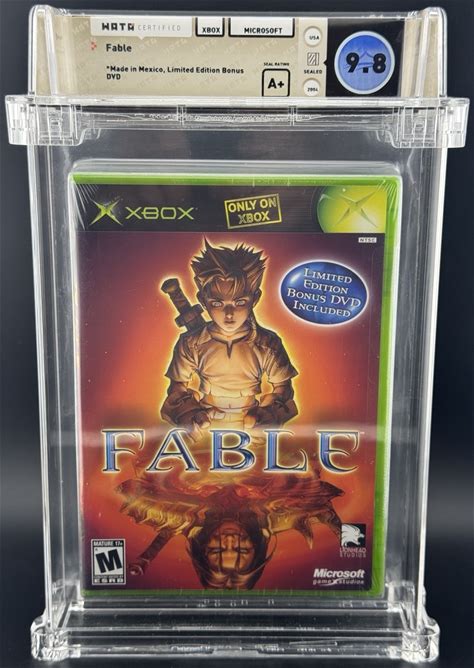 WATA CERTIFIED
XBOX
MICROSOFT
USA
Fable
*Made in Mexico, Limited Edition Bonus
DVD
SEAL RATING
A+
SEALED
2004
9.8
XBOX
ONLY ON
XBOX
NTSC
LIMITED
EDITION
BONUS DVD
INCLUDED
FABLE
MATURE 17+
M
ESRB
LIONHEAD
STUDIOS
Microsoft
game studios